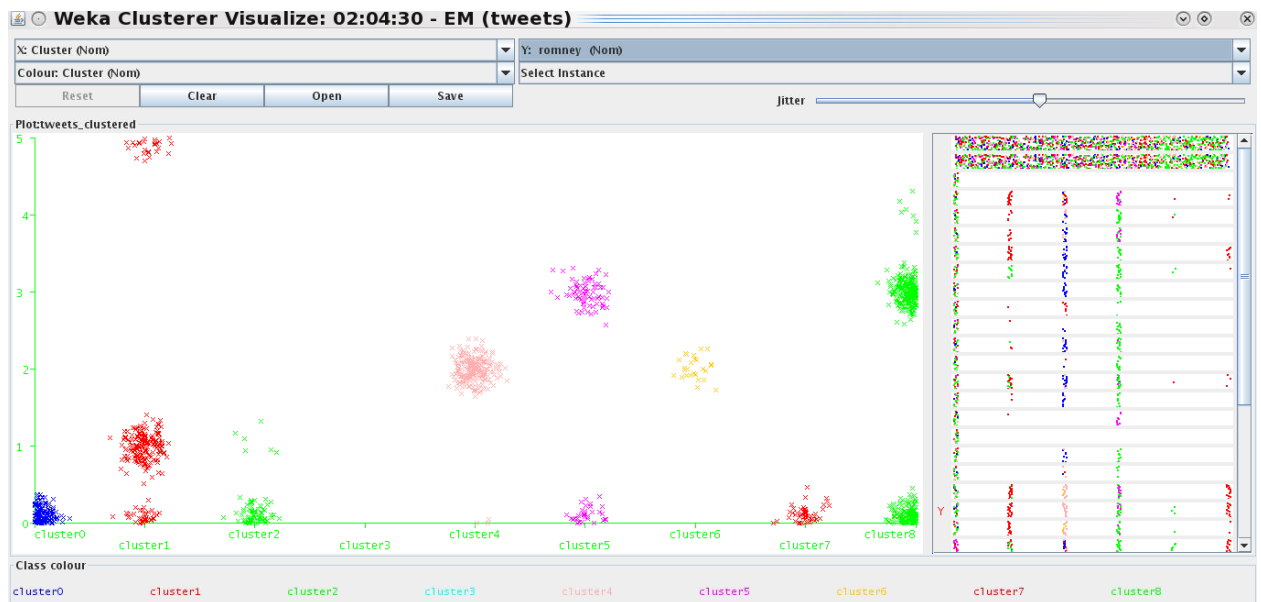 Weka Clusterer Visualize: 02:04:30 - EM (tweets)
X: Cluster (Nom) Y: romney (Nom)
Colour: Cluster (Nom) Select Instance
Reset Clear Open Save Jitter
Plot:tweets_clustered
5
4
3
2
1
0
cluster0 cluster1 cluster2 cluster3 cluster4 cluster5 cluster6 cluster7 cluster8
Y
Class colour
cluster0 cluster1 cluster2 cluster3 cluster4 cluster5 cluster6 cluster7 cluster8